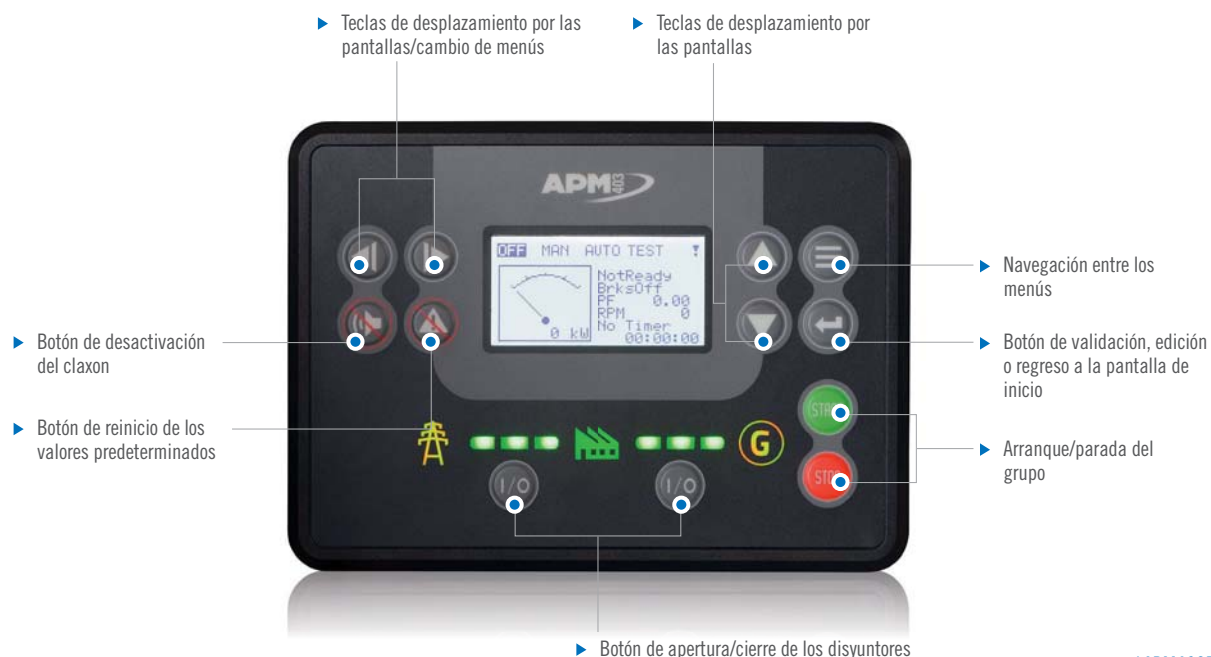 Teclas de desplazamiento por las
pantallas/cambio de menús
Teclas de desplazamiento por
las pantallas
APM403
OFF MAN AUTO TEST
NotReady
BrksOff
PF 0.00
RPM 0
No Timer
0 kW 00:00:00
Navegación entre los
menús
Botón de desactivación
del claxon
Botón de validación, edición
o regreso a la pantalla de
inicio
Botón de reinicio de los
valores predeterminados
G
START
Arranque/parada del
grupo
STOP
I/O
I/O
Botón de apertura/cierre de los disyuntores